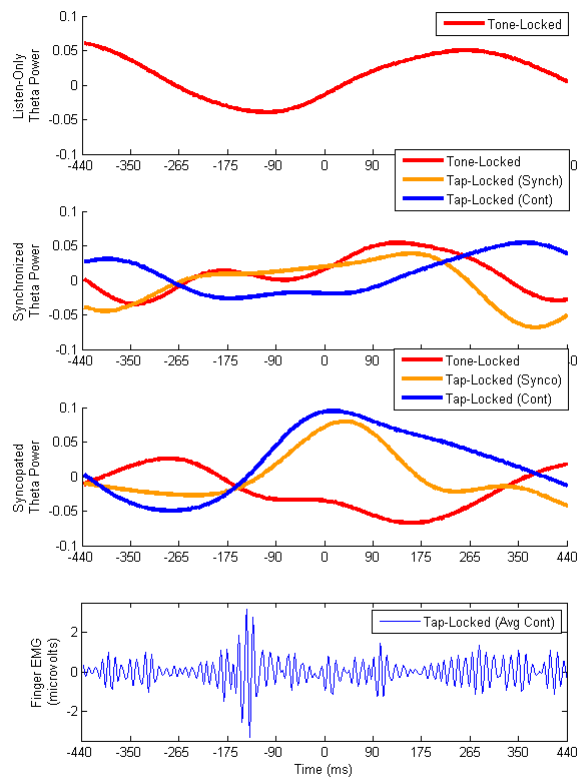 Listen-Only
Theta Power
0.1
0.05
0
-0.05
-0.1
Tone-Locked
-440 -350 -265 -175 -90 0 90 175 265 350 440
Synchronized
Theta Power
0.1
0.05
0
-0.05
-0.1
Tone-Locked
Tap-Locked (Synch)
Tap-Locked (Cont)
-440 -350 -265 -175 -90 0 90 175 265 350 440
Syncopated
Theta Power
0.1
0.05
0
-0.05
-0.1
Tone-Locked
Tap-Locked (Synco)
Tap-Locked (Cont)
-440 -350 -265 -175 -90 0 90 175 265 350 440
Finger EMG
(microvolts)
2
0
-2
Tap-Locked (Avg Cont)
-440 -350 -265 -175 -90 0 90 175 265 350 440
Time (ms)